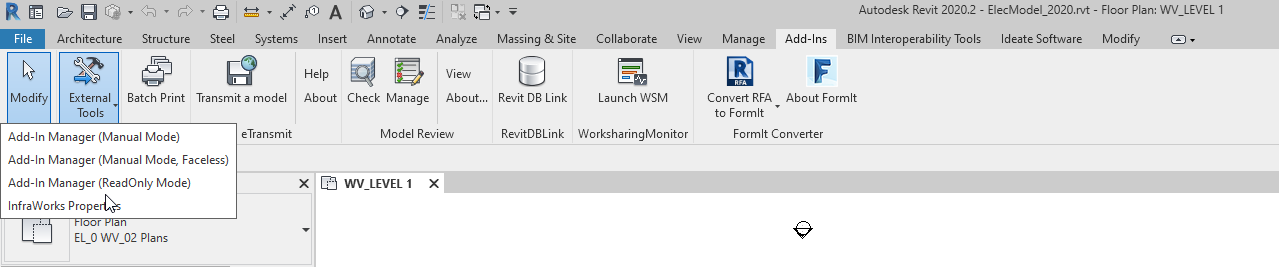 Autodesk Revit 2020.2 - ElecModel_2020.rvt - Floor Plan: WV_LEVEL 1
File Architecture Structure Steel Systems Insert Annotate Analyze Massing & Site Collaborate View Manage Add-Ins BIM Interoperability Tools Ideate Software Modify
Modify
External
Tools
Batch Print
Transmit a model
Help
About
Check
Manage
View
About...
Revit DB Link
Launch WSM
Convert RFA
to FormIt
About FormIt
RFA
eTransmit Model Review RevitDBLink WorksharingMonitor FormIt Converter
Add-In Manager (Manual Mode)
Add-In Manager (Manual Mode, Faceless)
Add-In Manager (ReadOnly Mode)
InfraWorks Properties
WV_LEVEL 1
Floor Plan
EL_0 WV_02 Plans